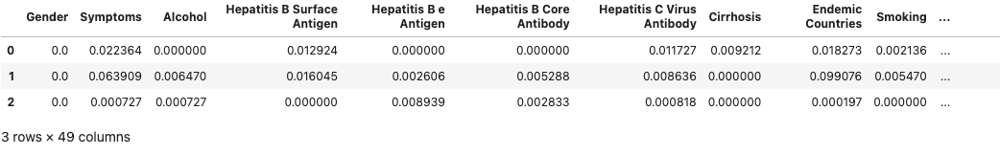 Gender Symptoms Alcohol Hepatitis B Surface Antigen Hepatitis B e Antigen Hepatitis B Core Antibody Hepatitis C Virus Antibody Cirrhosis Endemic Countries Smoking ...
0 0.0 0.022364 0.000000 0.012924 0.000000 0.000000 0.011727 0.009212 0.018273 0.002136 ...
1 0.0 0.063909 0.006470 0.016045 0.002606 0.005288 0.008636 0.000000 0.099076 0.005470 ...
2 0.0 0.000727 0.000727 0.000000 0.008939 0.002833 0.000818 0.000000 0.000197 0.000000 ...
3 rows × 49 columns